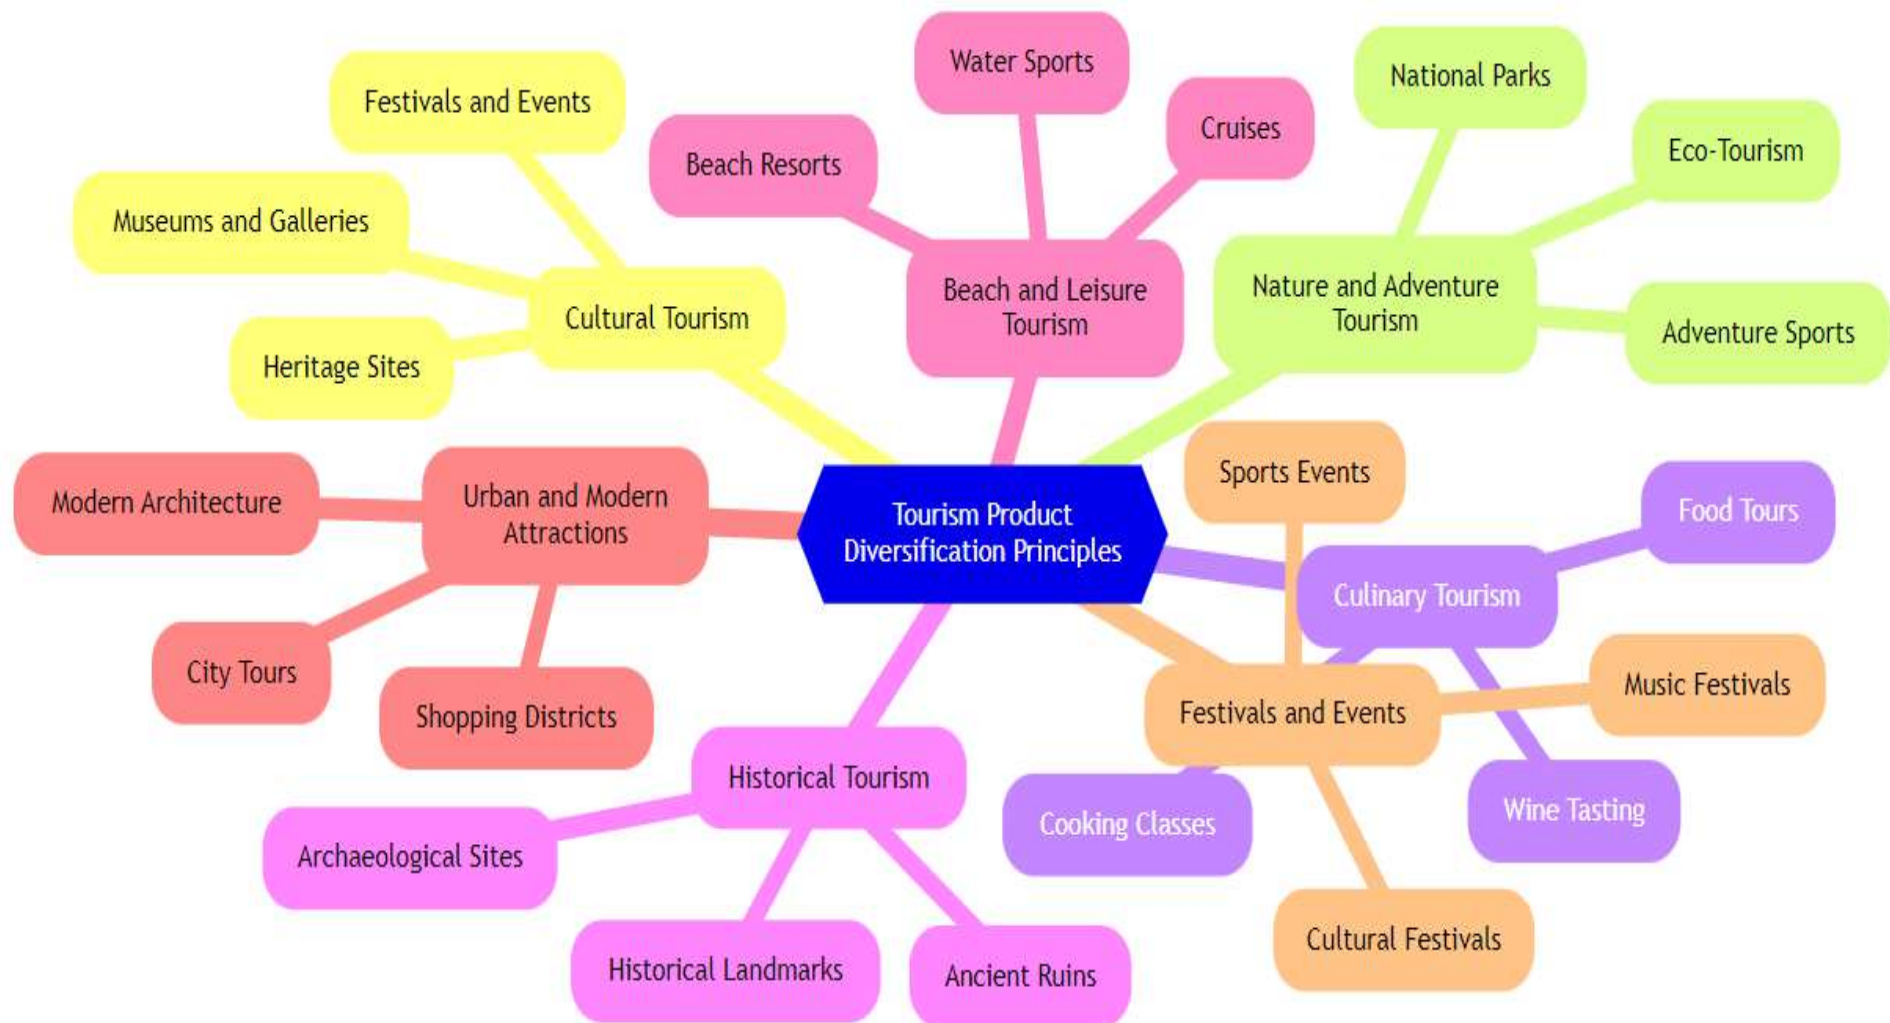 Tourism Product
Diversification Principles
Cultural Tourism
Festivals and Events
Museums and Galleries
Heritage Sites
Beach and Leisure
Tourism
Beach Resorts
Water Sports
Cruises
Nature and Adventure
Tourism
National Parks
Eco-Tourism
Adventure Sports
Culinary Tourism
Food Tours
Wine Tasting
Cooking Classes
Festivals and Events
Sports Events
Music Festivals
Cultural Festivals
Historical Tourism
Archaeological Sites
Historical Landmarks
Ancient Ruins
Urban and Modern
Attractions
Modern Architecture
City Tours
Shopping Districts